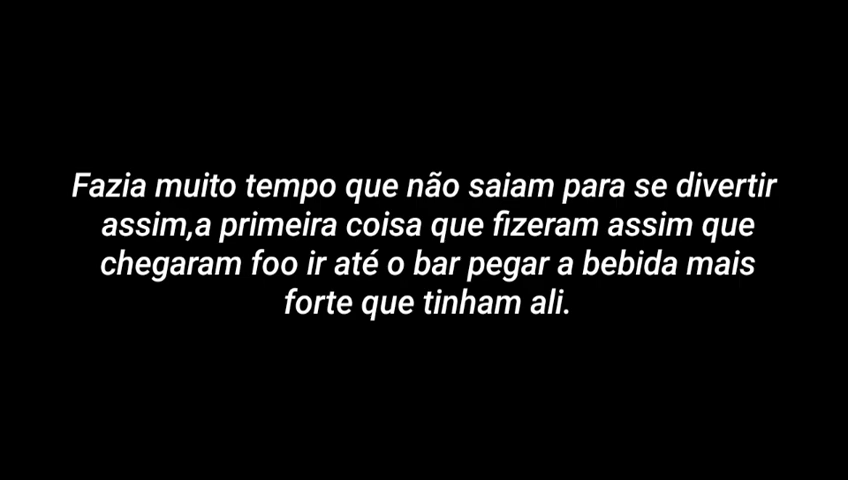 Fazia muito tempo que não saiam para se divertir
assim,a primeira coisa que fizeram assim que
chegaram foo ir até o bar pegar a bebida mais
forte que tinham ali.